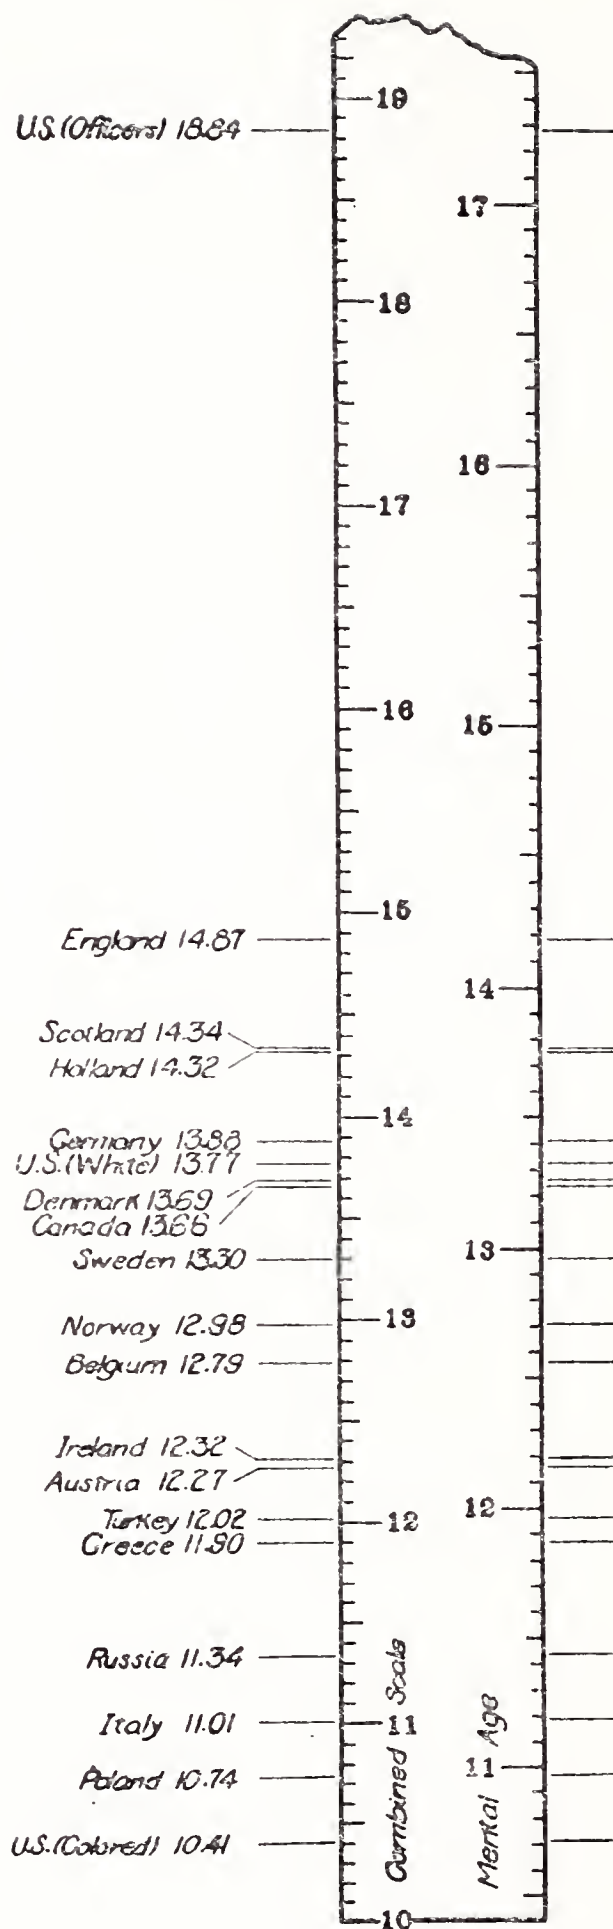 U.S. (Officers) 18.84
England 14.87
Scotland 14.34
Holland 14.32
Germany 13.88
U.S. (White) 13.77
Denmark 13.69
Canada 13.66
Sweden 13.30
Norway 12.98
Belgium 12.79
Ireland 12.32
Austria 12.27
Turkey 12.02
Greece 11.90
Russia 11.34
Italy 11.01
Poland 10.74
U.S. (Colored) 10.41
19
18
17
16
15
14
13
12
11
10
Combined Scale
17
16
15
14
13
12
11
Mental Age